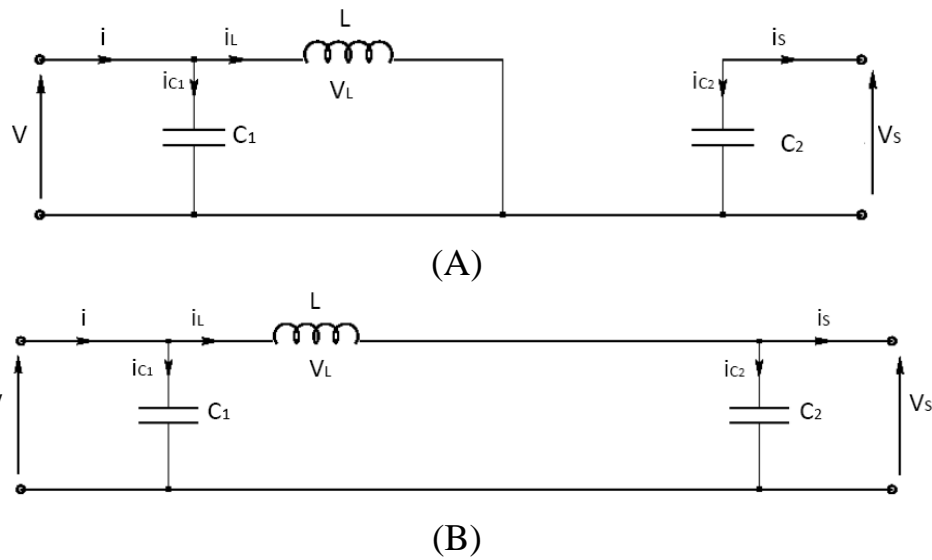 i iL L iS
iC1 VL iC2
V C1 C2 VS
(A)
i iL L iS
iC1 VL iC2
C1 C2 VS
(B)